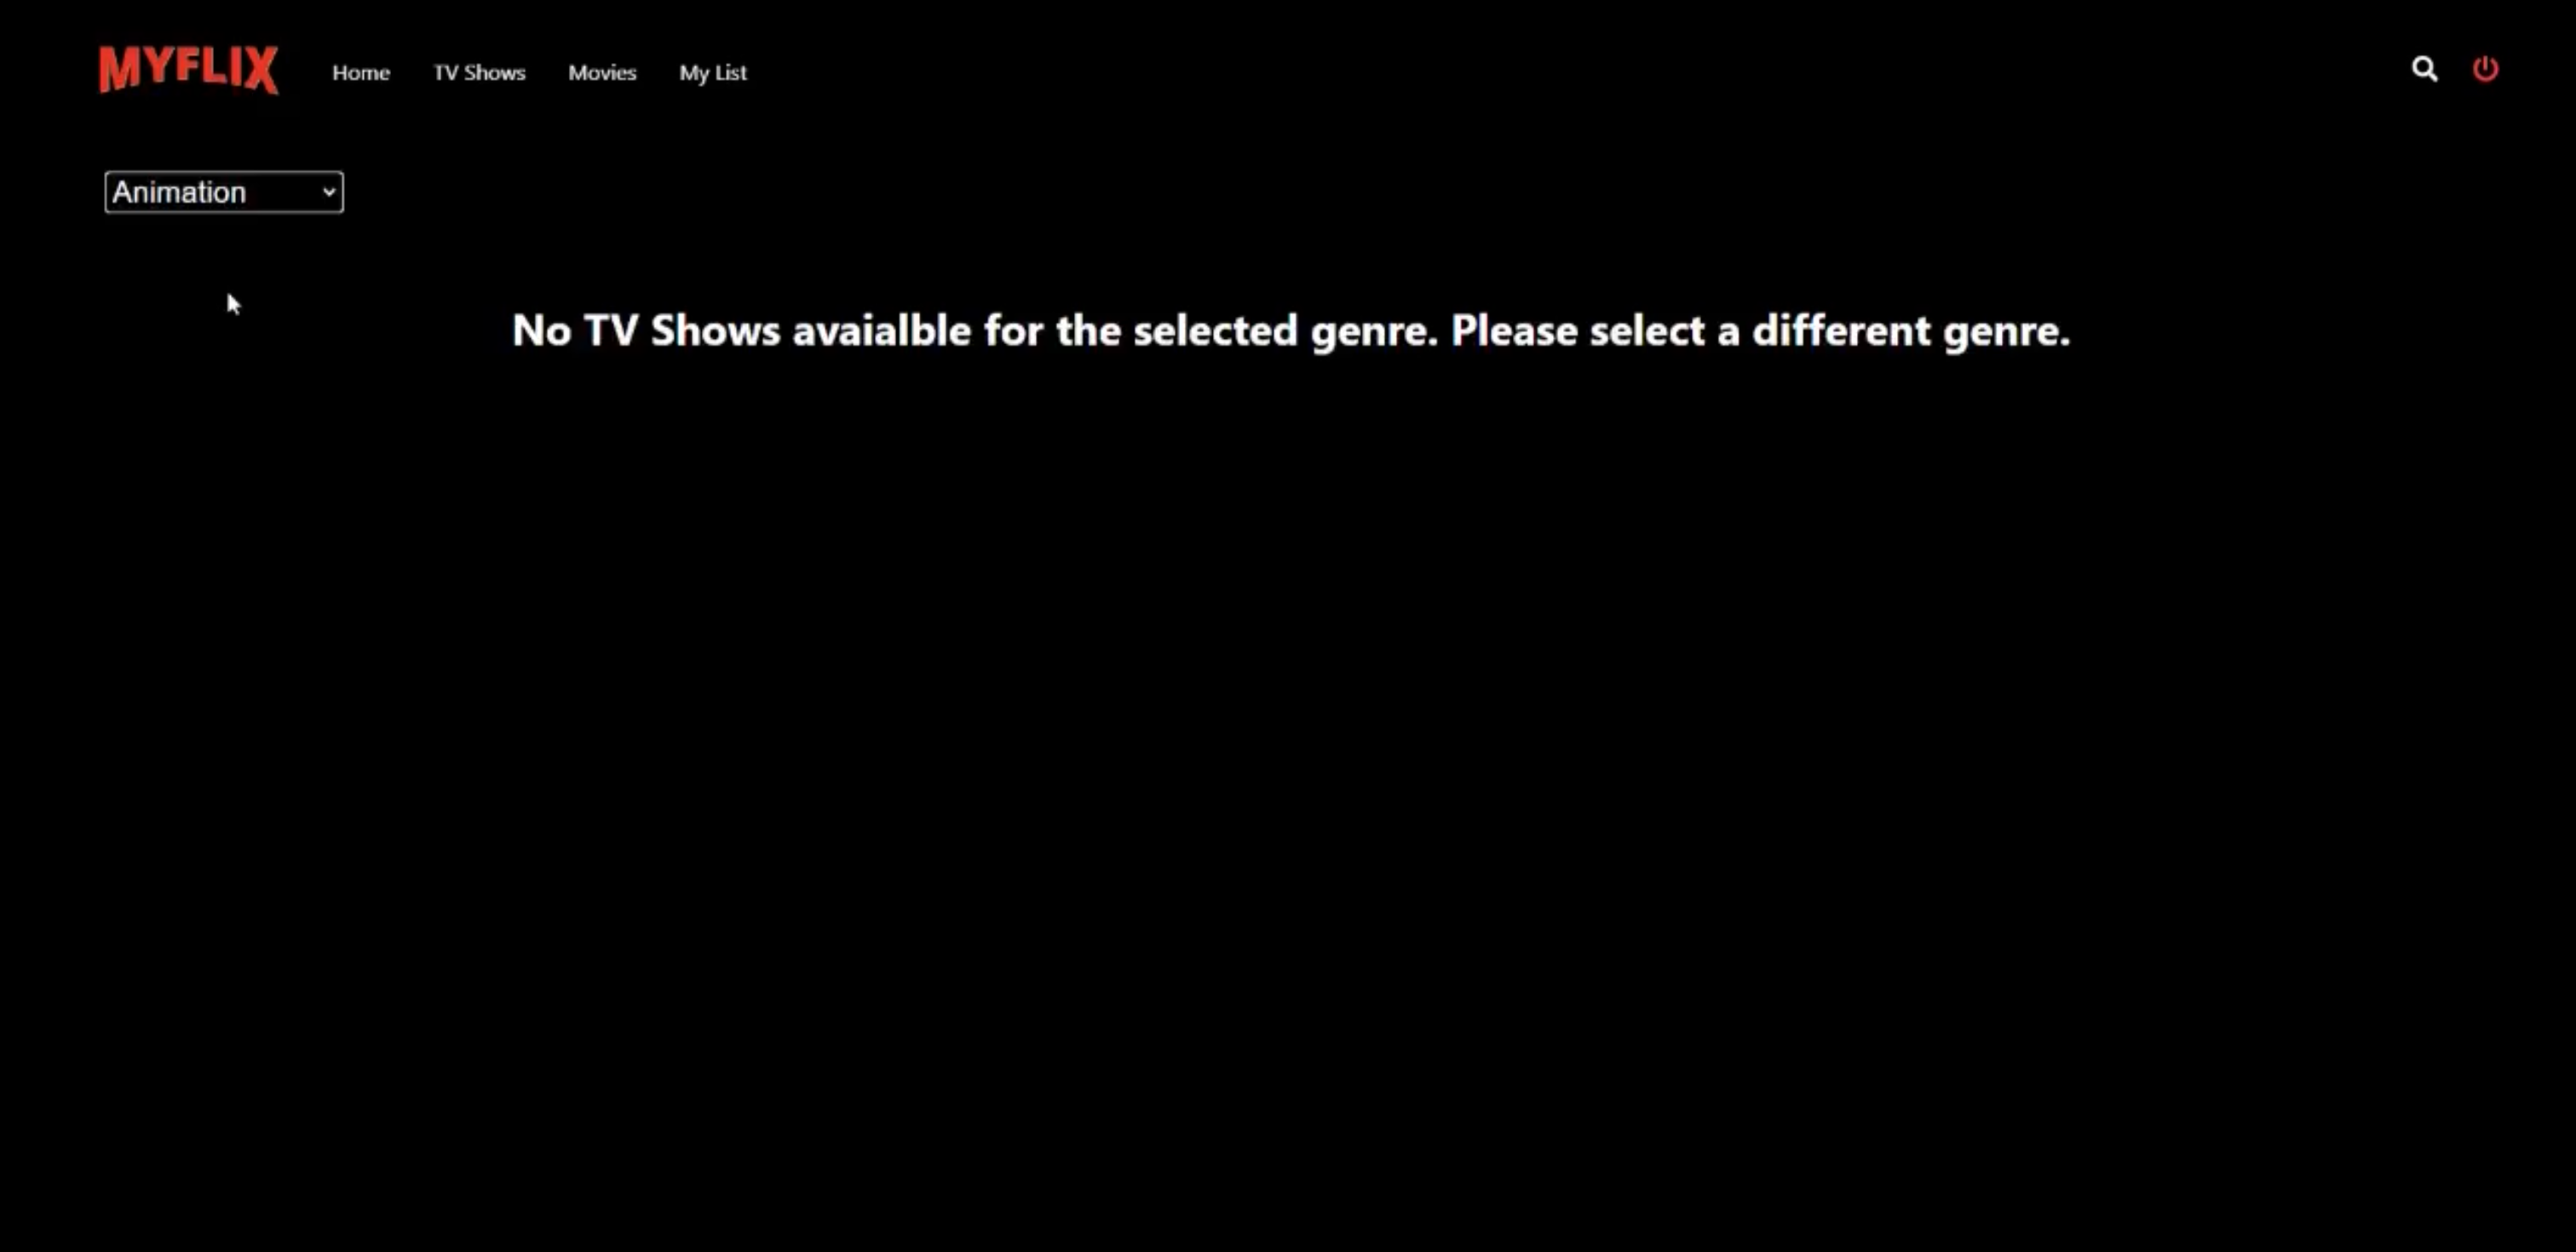 MYFLIX Home TV Shows Movies My List
Animation
No TV Shows avaialble for the selected genre. Please select a different genre.